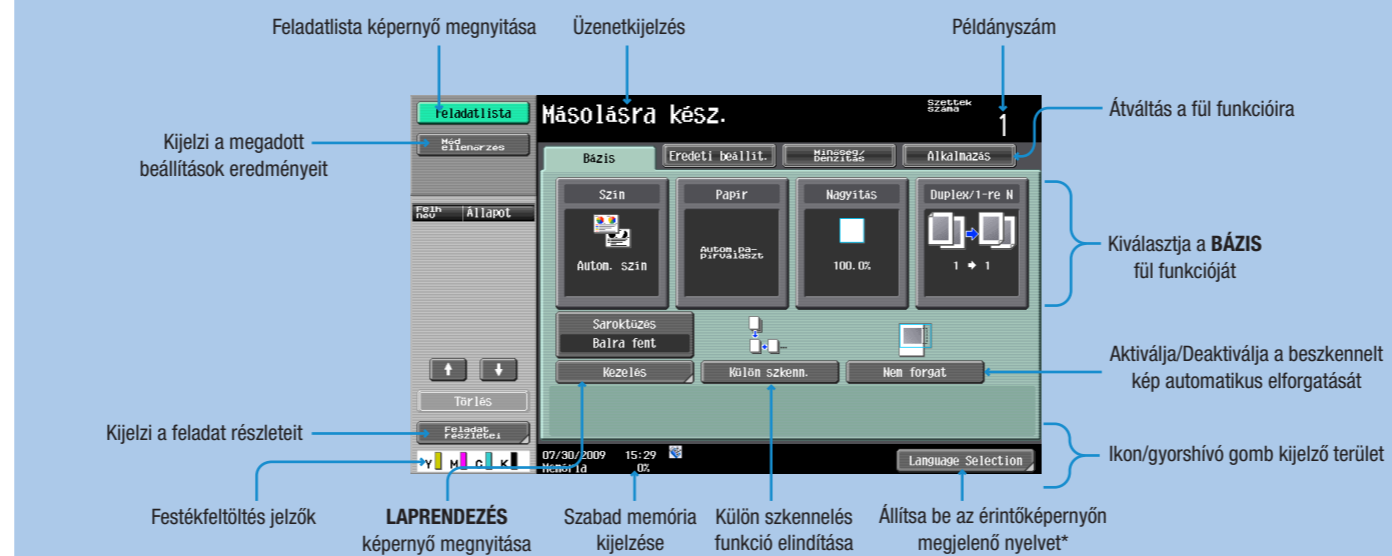 Feladatlista képernyő megnyitása
Üzenetkijelzés
Példányszám
Átváltás a fül funkcióira
Kijelzi a megadott
beállítások eredményeit
Feladatlista
Mód
ellenőrzés
Másolásra kész.
Szettek
száma
1
Bázis
Eredeti beállít.
Minőség/
Denzitás
Alkalmazás
Felh
név
Állapot
Szín
Autom. szín
Papír
Autom.pa-
pírválaszt
Nagyítás
100.0%
Duplex/1-re N
1 → 1
Kiválasztja a BÁZIS
fül funkcióját
Saroktűzés
Balra fent
Kezelés
Külön szkenn.
Nem forgat
Aktiválja/Deaktiválja a beszkennelt
kép automatikus elforgatását
Törlés
Feladat
részletei
Kijelzi a feladat részleteit
Y M C K
07/30/2009 15:29
Memória 0%
Language Selection
Ikon/gyorshívó gomb kijelző terület
Festékfeltöltés jelzők
LAPRENDEZÉS
képernyő megnyitása
Szabad memória
kijelzése
Külön szkennelés
funkció elindítása
Állítsa be az érintőképernyőn
megjelenő nyelvet*